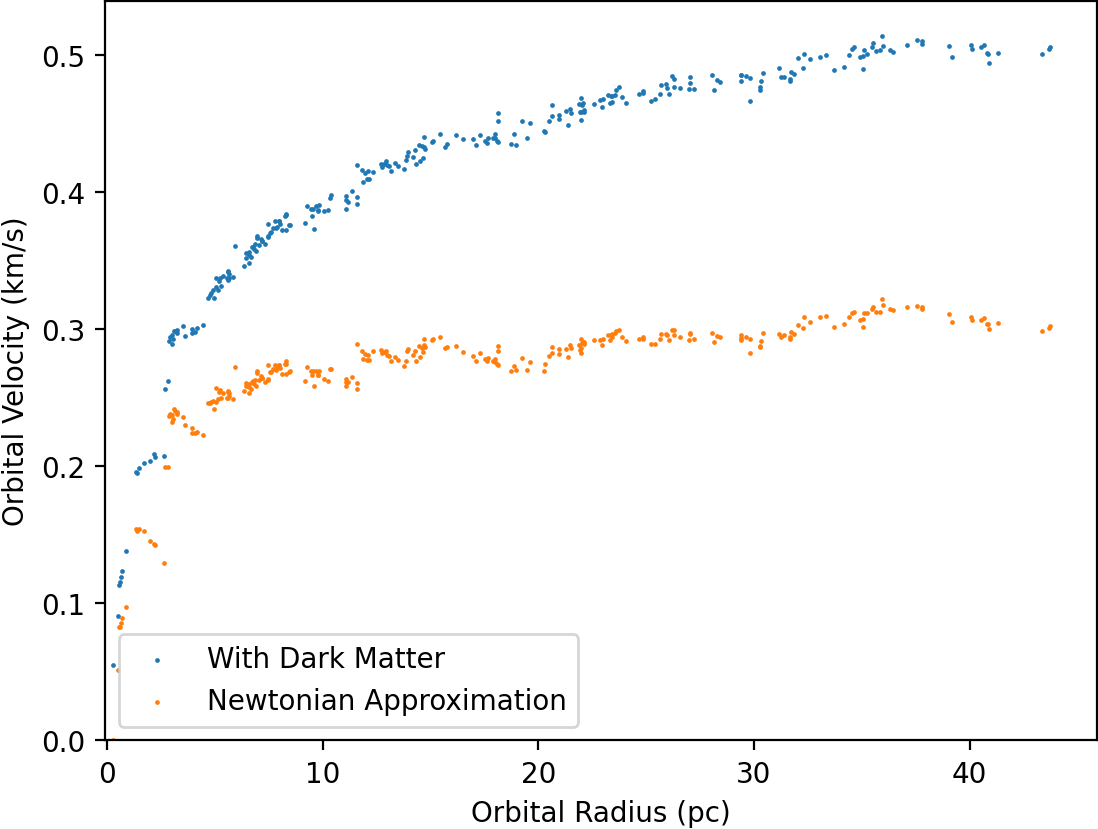 0.5
0.4
0.3
0.2
0.1
0.0
Orbital Velocity (km/s)
With Dark Matter
Newtonian Approximation
0 10 20 30 40
Orbital Radius (pc)